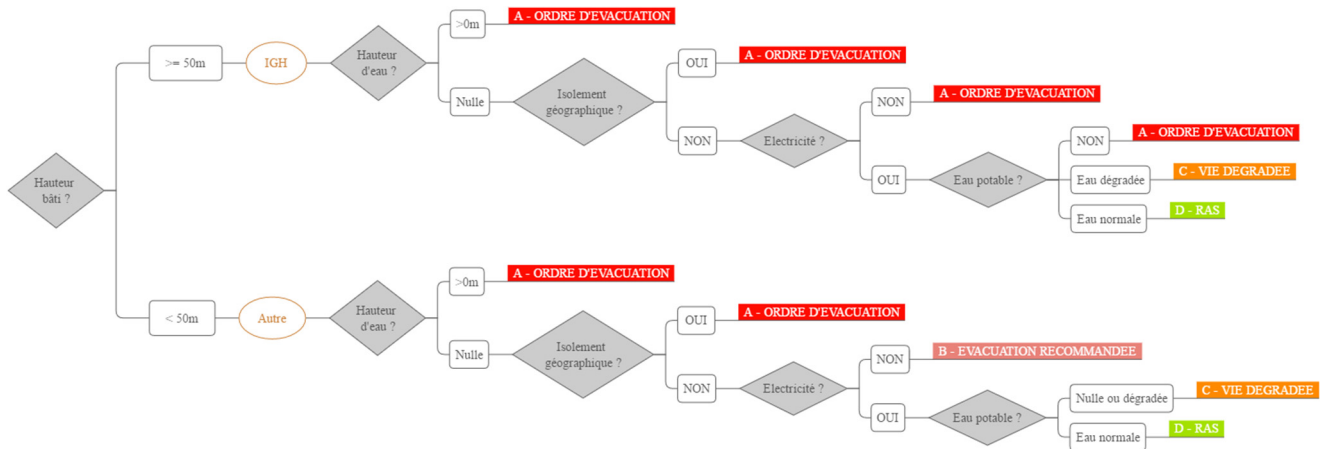 Hauteur
bâti ?
>= 50m
IGH
Hauteur
d'eau ?
>0m
A - ORDRE D'EVACUATION
Nulle
Isolement
géographique ?
OUI
A - ORDRE D'EVACUATION
NON
Electricité ?
NON
A - ORDRE D'EVACUATION
OUI
Eau potable ?
NON
A - ORDRE D'EVACUATION
Eau dégradée
C - VIE DEGRADEE
Eau normale
D - RAS
< 50m
Autre
Hauteur
d'eau ?
>0m
A - ORDRE D'EVACUATION
Nulle
Isolement
géographique ?
OUI
A - ORDRE D'EVACUATION
NON
Electricité ?
NON
B - EVACUATION RECOMMANDEE
OUI
Eau potable ?
Nulle ou dégradée
C - VIE DEGRADEE
Eau normale
D - RAS